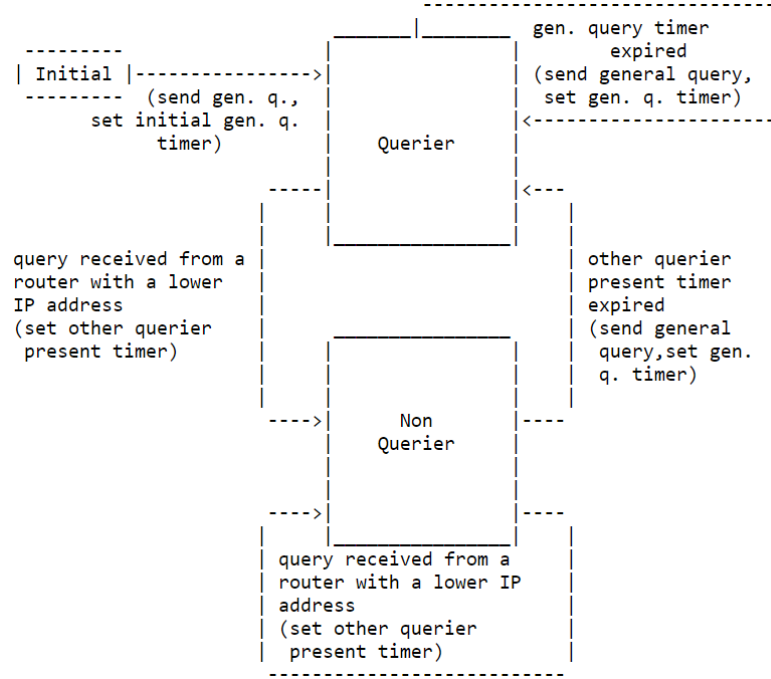 gen. query timer
expired
(send general query,
set gen. q. timer)
Initial
(send gen. q.,
set initial gen. q.
timer)
Querier
query received from a
router with a lower
IP address
(set other querier
present timer)
other querier
present timer
expired
(send general
query,set gen.
q. timer)
Non
Querier
query received from a
router with a lower IP
address
(set other querier
present timer)